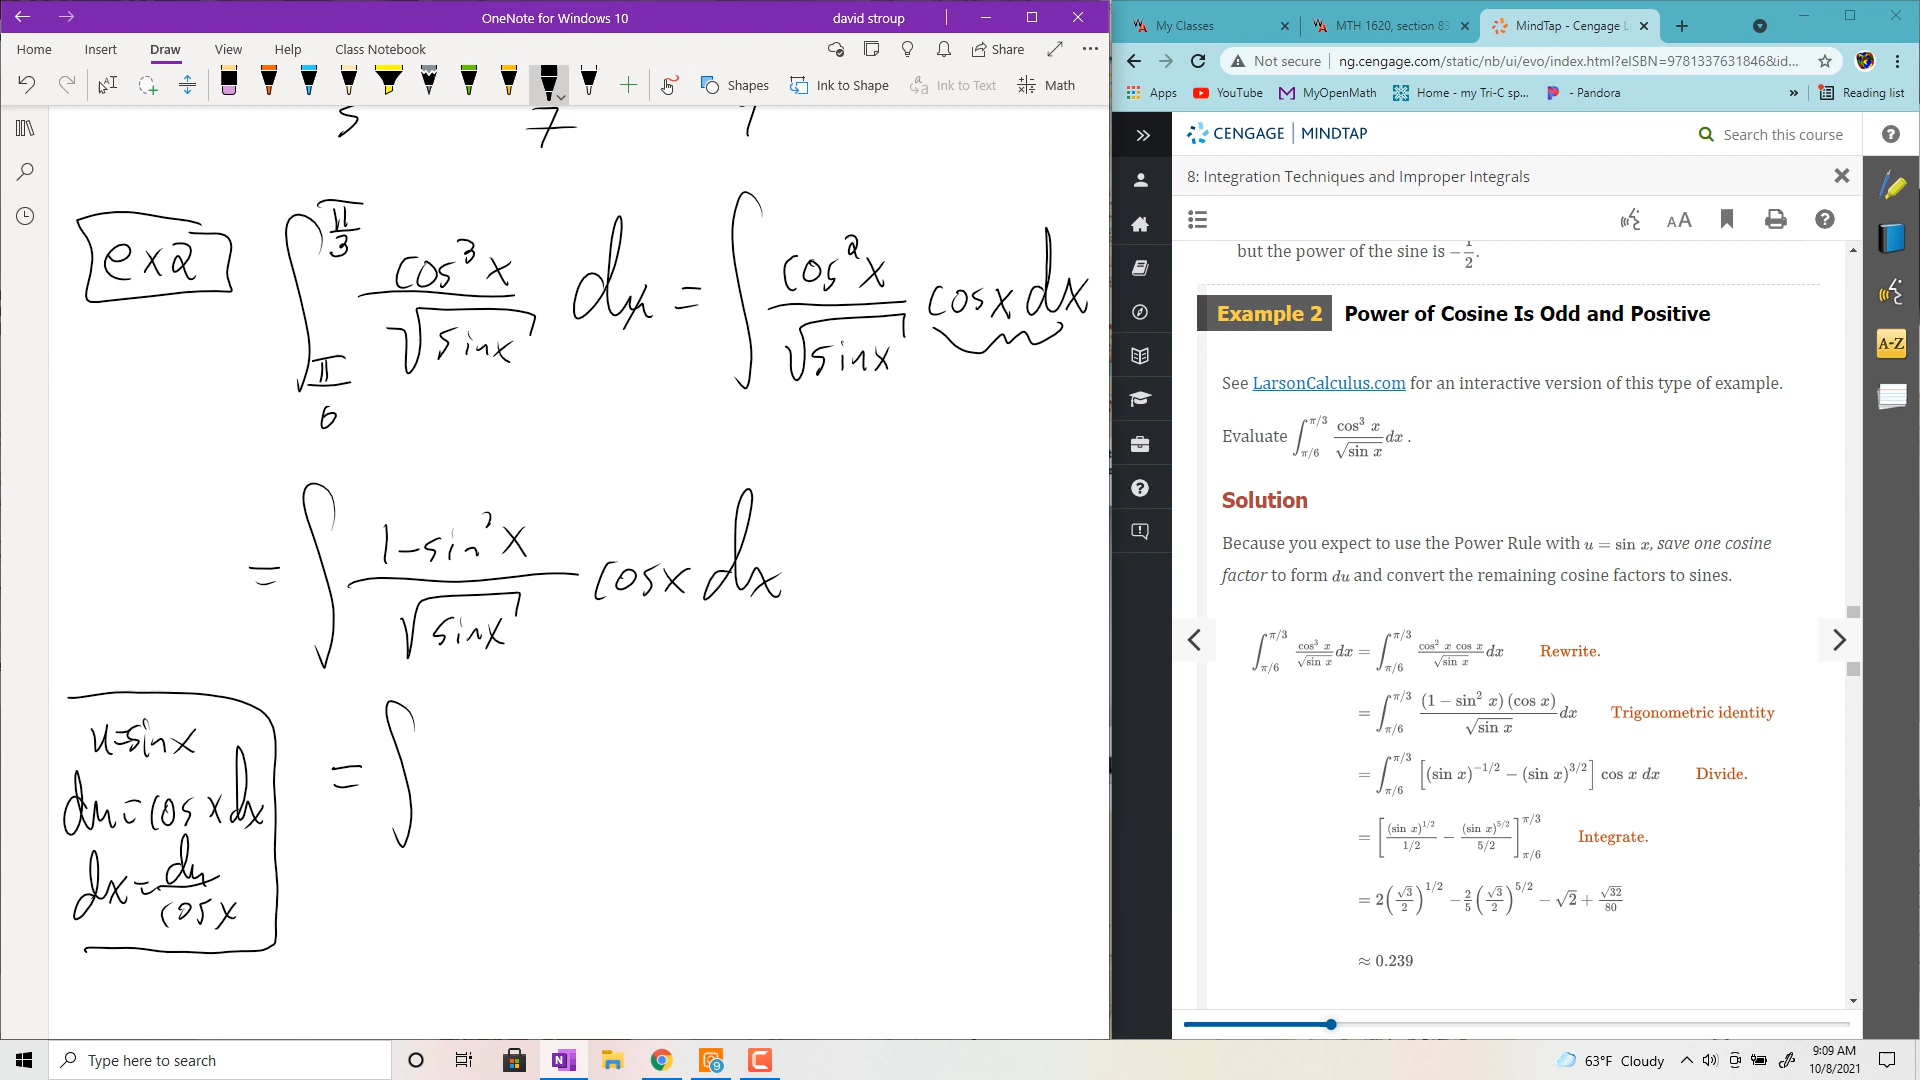 OneNote for Windows 10
david stroup
Home Insert Draw View Help Class Notebook
Share
Shapes Ink to Shape Ink to Text Math
5 7
ex2 ∫_{π/6}^{π/3} cos³x/√sinx dx = ∫ cos²x/√sinx cosx dx
= ∫ 1-sin²x/√sinx cosx dx
u=sinx
du=cosxdx
dx=du/cosx
= ∫
My Classes
MTH 1620, section 83
MindTap - Cengage L
Not secure ng.cengage.com/static/nb/ui/evo/index.html?eISBN=9781337631846&id...
Apps YouTube MyOpenMath Home - my Tri-C sp... - Pandora » Reading list
CENGAGE MINDTAP
Search this course
8: Integration Techniques and Improper Integrals
AA
A-Z
but the power of the sine is −1/2.
Example 2 Power of Cosine Is Odd and Positive
See LarsonCalculus.com for an interactive version of this type of example.
Evaluate ∫_{π/6}^{π/3} cos³ x/√sin x dx .
Solution
Because you expect to use the Power Rule with u = sin x, save one cosine
factor to form du and convert the remaining cosine factors to sines.
∫_{π/6}^{π/3} cos³ x/√sin x dx = ∫_{π/6}^{π/3} cos² x cos x/√sin x dx Rewrite.
= ∫_{π/6}^{π/3} (1 − sin² x) (cos x)/√sin x dx Trigonometric identity
= ∫_{π/6}^{π/3} [(sin x)^{−1/2} − (sin x)^{3/2}] cos x dx Divide.
= [(sin x)^{1/2}/1/2 − (sin x)^{5/2}/5/2]_{π/6}^{π/3} Integrate.
= 2(√3/2)^{1/2} − 2/5(√3/2)^{5/2} − √2 + √32/80
≈ 0.239
Type here to search
9
63°F Cloudy
9:09 AM
10/8/2021